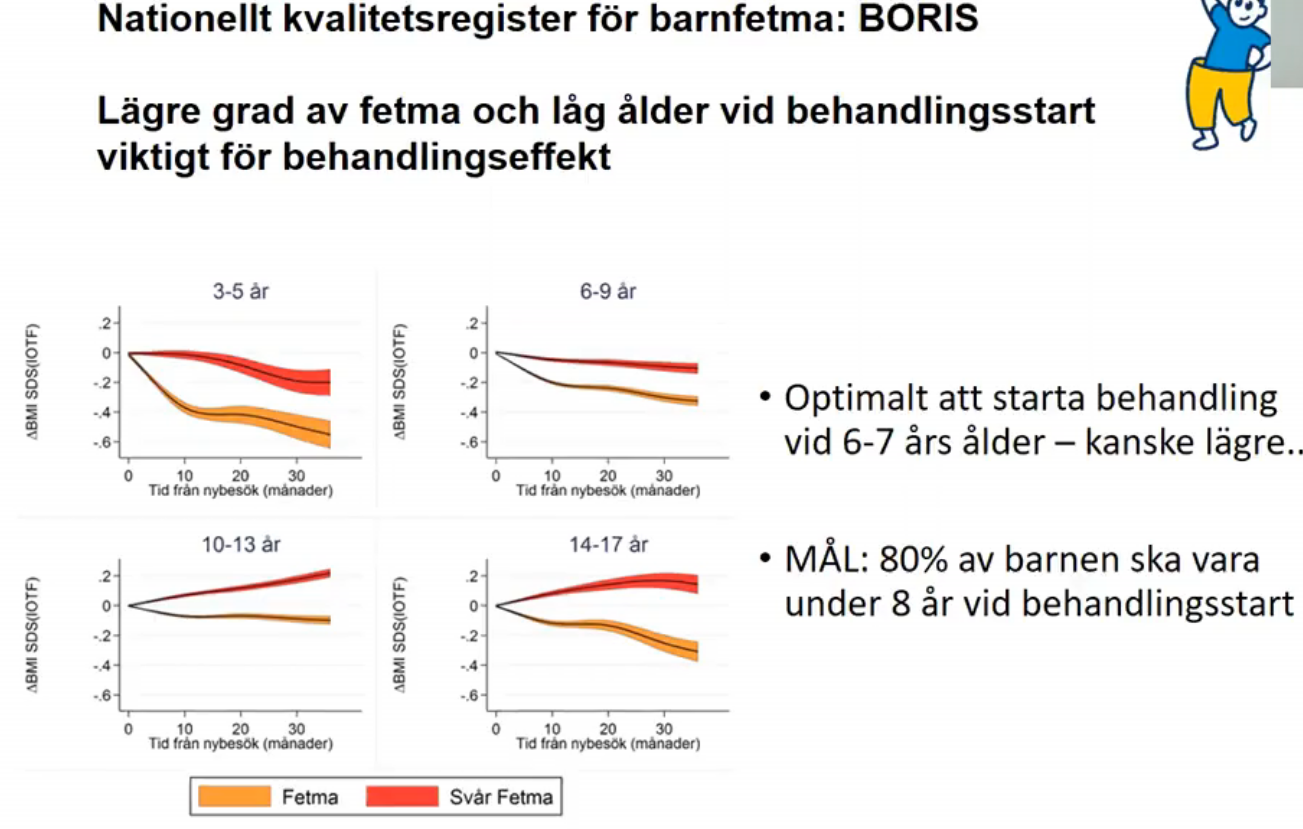 Nationellt kvalitetsregister för barnfetma: BORIS
Lägre grad av fetma och låg ålder vid behandlingsstart
viktigt för behandlingseffekt
3-5 år
ΔBMI SDS(IOTF)
.2
0
-.2
-.4
-.6
0 10 20 30
Tid från nybesök (månader)
6-9 år
ΔBMI SDS(IOTF)
.2
0
-.2
-.4
-.6
0 10 20 30
Tid från nybesök (månader)
10-13 år
ΔBMI SDS(IOTF)
.2
0
-.2
-.4
-.6
0 10 20 30
Tid från nybesök (månader)
14-17 år
ΔBMI SDS(IOTF)
.2
0
-.2
-.4
-.6
0 10 20 30
Tid från nybesök (månader)
Fetma Svår Fetma
• Optimalt att starta behandling
vid 6-7 års ålder – kanske lägre..
• MÅL: 80% av barnen ska vara
under 8 år vid behandlingsstart